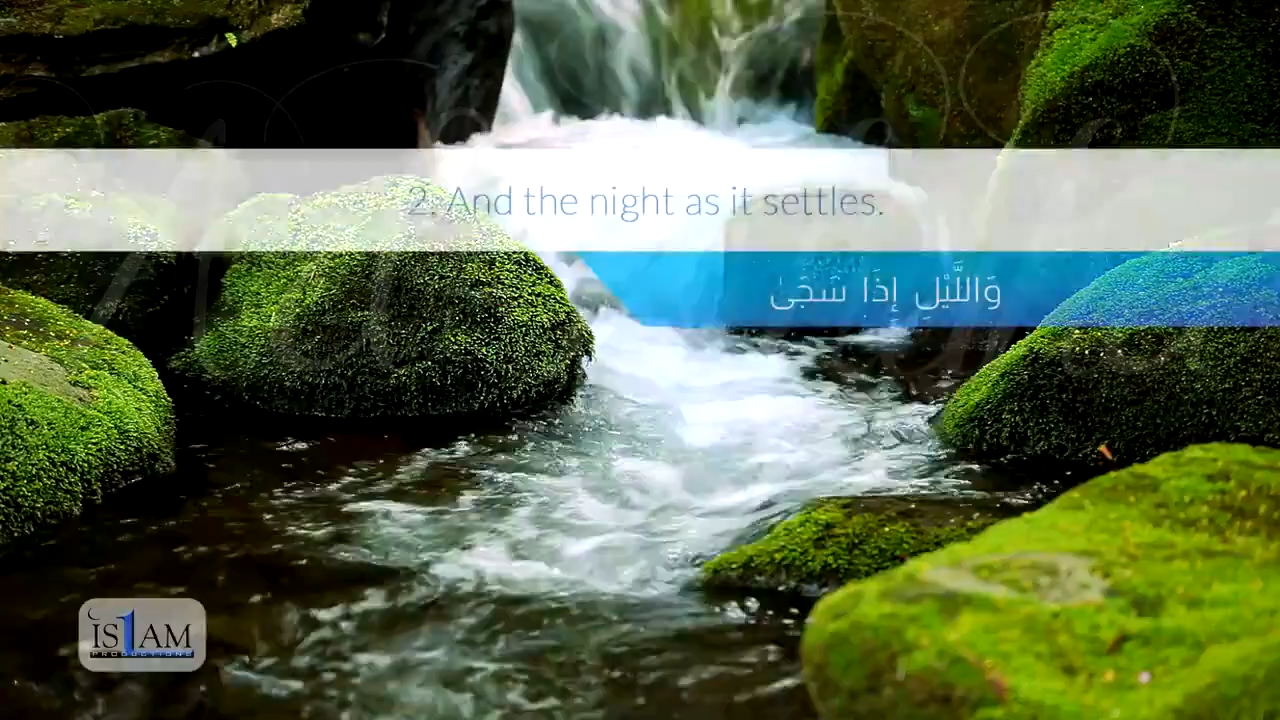 2. And the night as it settles.
وَاللَّيْلِ إِذَا سَجَىٰ
IS1AM
PRODUCTIONS